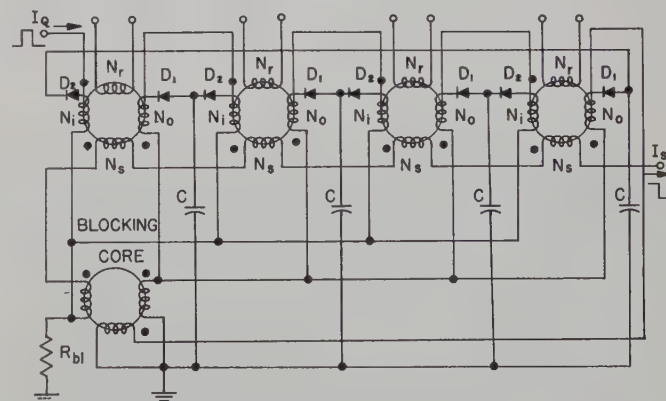 I_Q
N_r N_r N_r N_r
D_2 D_1 D_2 D_1 D_2 D_1 D_2 D_1
N_i N_o N_i N_o N_i N_o N_i N_o
N_s N_s N_s N_s I_s
C C C C
BLOCKING
CORE
R_bl